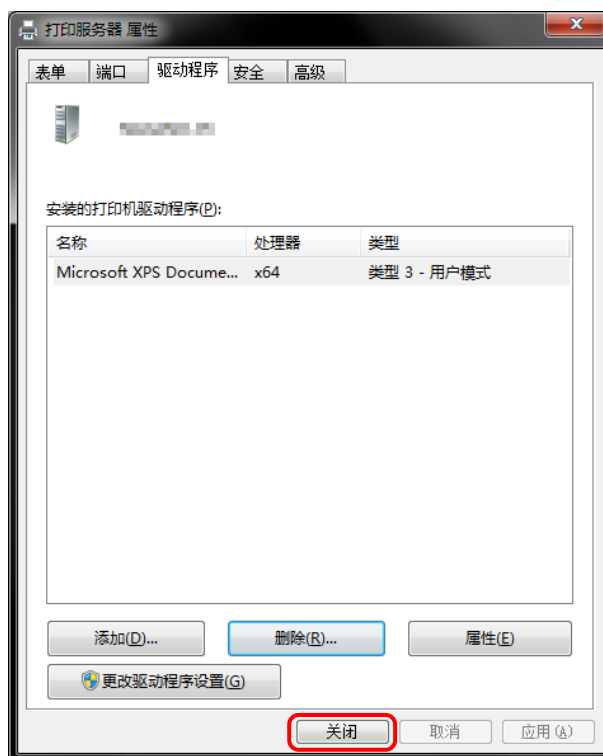 打印服务器 属性
表单 端口 驱动程序 安全 高级
安装的打印机驱动程序(P):
名称 处理器 类型
Microsoft XPS Docume... x64 类型 3 - 用户模式
添加(D)... 删除(R)... 属性(E)
更改驱动程序设置(G)
关闭 取消 应用(A)